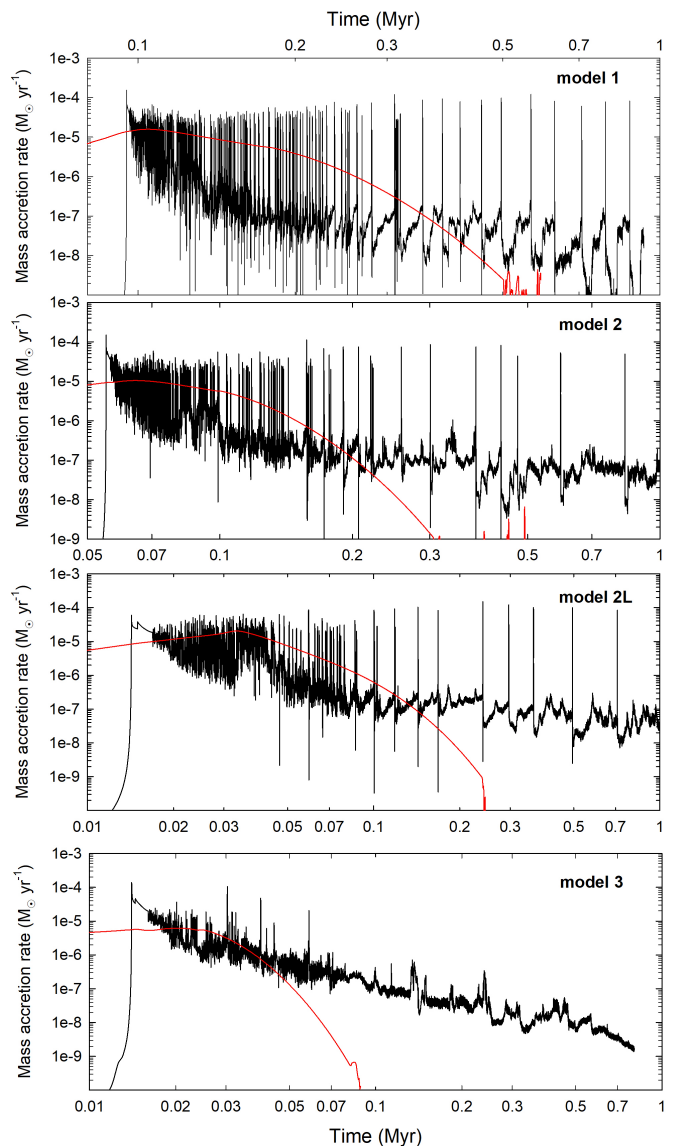 Time (Myr)
0.1 0.2 0.3 0.5 0.7 1
Mass accretion rate (M☉ yr⁻¹)
model 1
1e-3
1e-4
1e-5
1e-6
1e-7
1e-8
Mass accretion rate (M☉ yr⁻¹)
model 2
1e-3
1e-4
1e-5
1e-6
1e-7
1e-8
1e-9
0.05 0.07 0.1 0.2 0.3 0.5 0.7 1
Mass accretion rate (M☉ yr⁻¹)
model 2L
1e-3
1e-4
1e-5
1e-6
1e-7
1e-8
1e-9
0.01 0.02 0.03 0.05 0.07 0.1 0.2 0.3 0.5 0.7 1
Mass accretion rate (M☉ yr⁻¹)
model 3
1e-3
1e-4
1e-5
1e-6
1e-7
1e-8
1e-9
0.01 0.02 0.03 0.05 0.07 0.1 0.2 0.3 0.5 0.7 1
Time (Myr)